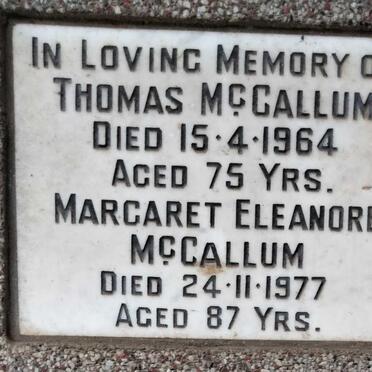 IN LOVING MEMORY O
THOMAS MCCALLUM
DIED 15·4·1964
AGED 75 YRS.
MARGARET ELEANORE
MCCALLUM
DIED 24·11·1977
AGED 87 YRS.